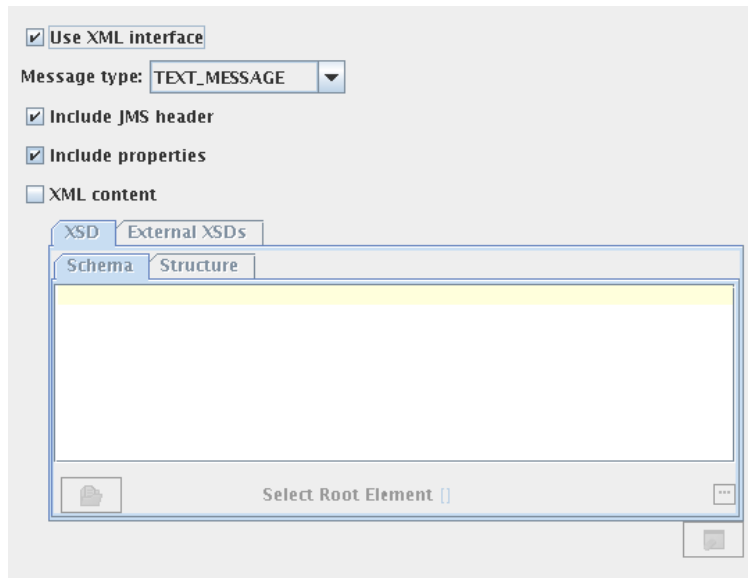 Use XML interface
Message type: TEXT_MESSAGE
Include JMS header
Include properties
XML content
XSD External XSDs
Schema Structure
Select Root Element []
...